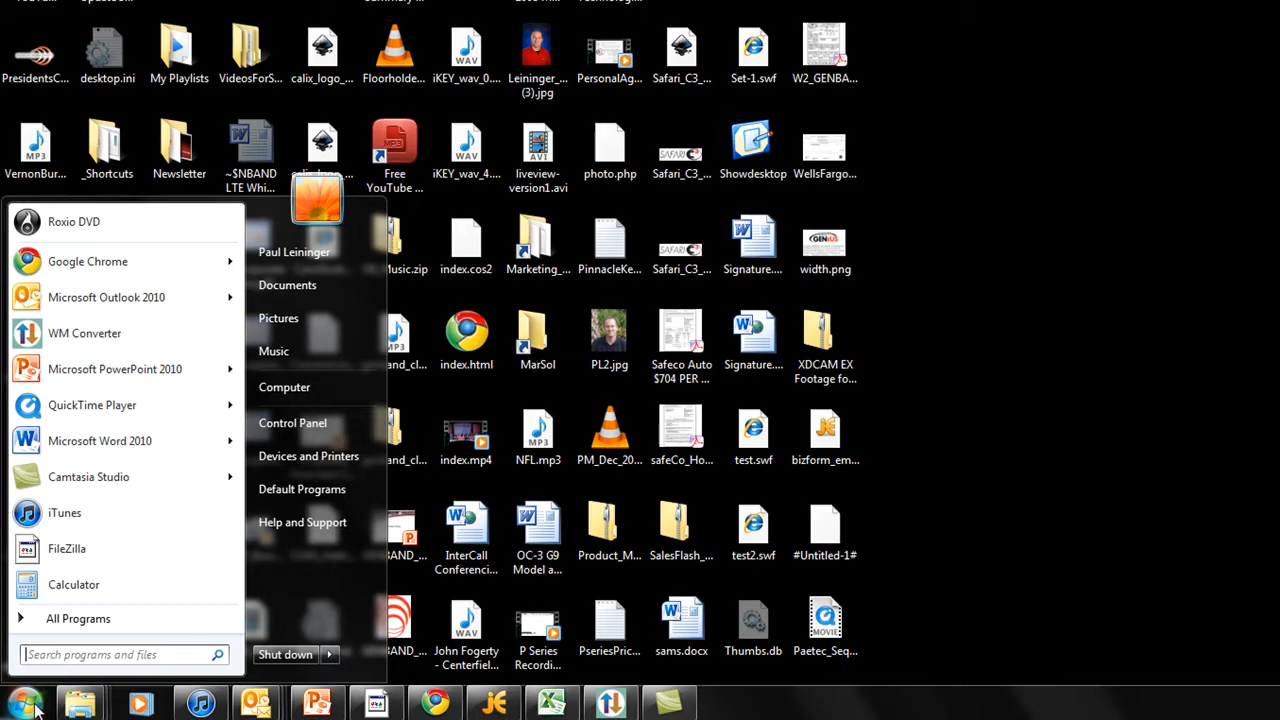 PresidentsC...
desktop.ini
My Playlists
VideosForS...
calix_logo_...
Floorholde...
iKEY_wav_0...
Leininger_...
(3).jpg
PersonalAg...
Safari_C3_...
Set-1.swf
W2_GENBA...
VernonBur...
_Shortcuts
Newsletter
~$NBAND
LTE Whi...
Free
YouTube ...
iKEY_wav_4...
liveview-
version1.avi
photo.php
Safari_C3_...
Showdesktop
WellsFargo...
Music.zip
index.cos2
Marketing_...
PinnacleKe...
Safari_C3_...
Signature....
width.png
index.html
MarSol
PL2.jpg
Safeco Auto
$704 PER ...
Signature....
XDCAM EX
Footage fo...
index.mp4
NFL.mp3
PM_Dec_20...
safeCo_Ho...
test.swf
bizform_em...
InterCall
Conferenci...
OC-3 G9
Model a...
Product_M...
SalesFlash_...
test2.swf
#Untitled-1#
John Fogerty
- Centerfiel...
P Series
Recordi...
PseriesPric...
sams.docx
Thumbs.db
Paetec_Seq...
Roxio DVD
Google Chrome
Microsoft Outlook 2010
WM Converter
Microsoft PowerPoint 2010
QuickTime Player
Microsoft Word 2010
Camtasia Studio
iTunes
FileZilla
Calculator
All Programs
Search programs and files
Paul Leininger
Documents
Pictures
Music
Computer
Control Panel
Devices and Printers
Default Programs
Help and Support
Shut down